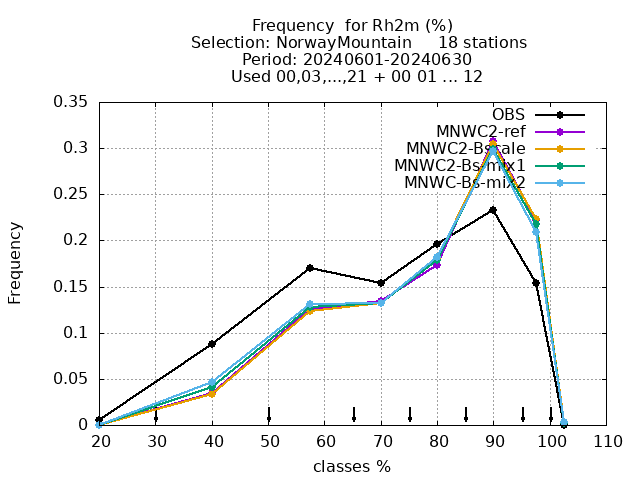 Frequency  for Rh2m (%)
Selection: NorwayMountain     18 stations
Period: 20240601-20240630
Used 00,03,...,21 + 00 01 ... 12
0.35
0.3
0.25
0.2
0.15
0.1
0.05
0
Frequency
OBS
MNWC2-ref
MNWC2-Bscale
MNWC2-Bs-mix1
MNWC-Bs-mix2
20 30 40 50 60 70 80 90 100 110
classes %